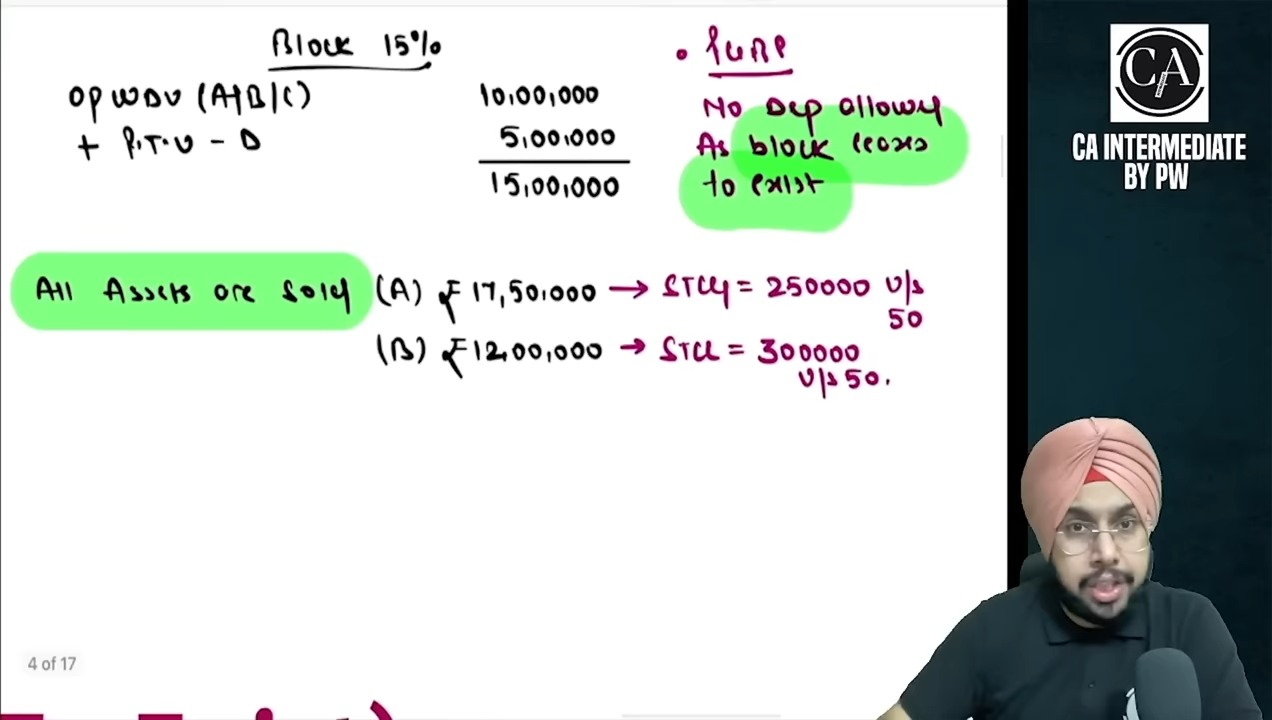 Block 15%
Op WDV (A/B/C) 10,00,000
+ P.T.Y - D 5,00,000
15,00,000
• PGBP
No Dep allowed
As block ceases
to exist
All Assets are sold (A) ₹ 17,50,000 → STCG = 250000 U/s
50
(B) ₹ 12,00,000 → STCL = 300000
U/s 50.
4 of 17
CA
CA INTERMEDIATE
BY PW